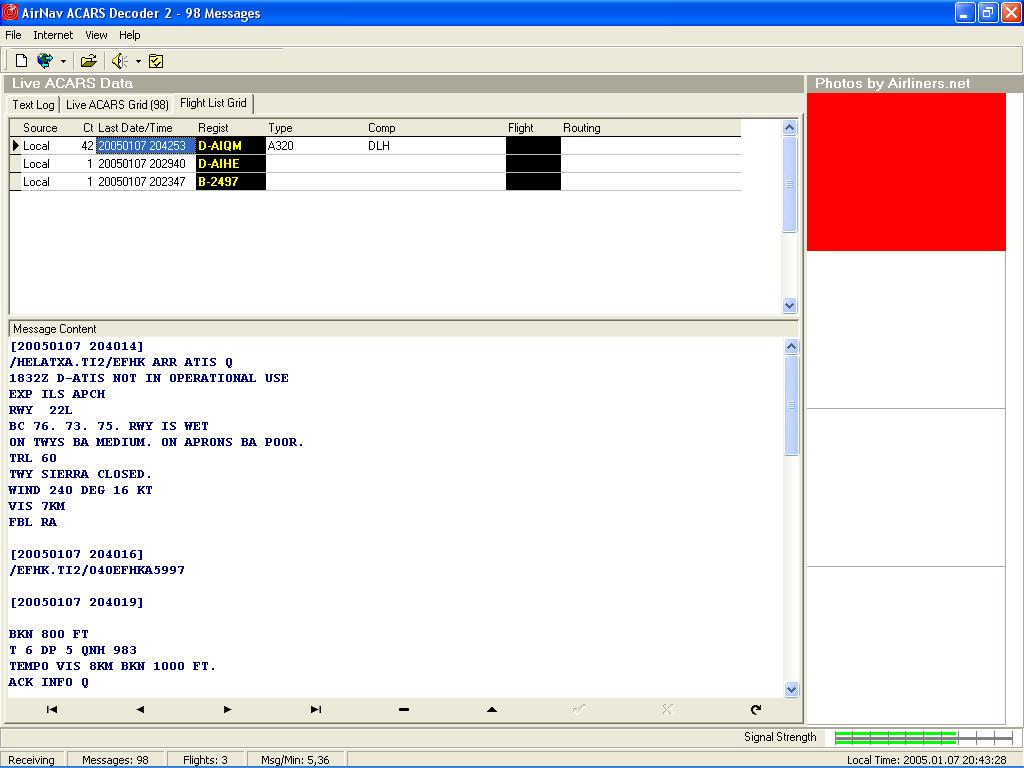 AirNav ACARS Decoder 2 - 98 Messages
File Internet View Help
Live ACARS Data
Photos by Airliners.net
Text Log Live ACARS Grid (98) Flight List Grid
Source Ct Last Date/Time Regist Type Comp Flight Routing
Local 42 20050107 204253 D-AIQM A320 DLH
Local 1 20050107 202940 D-AIHE
Local 1 20050107 202347 B-2497
Message Content
[20050107 204014]
/HELATXA.TI2/EFHK ARR ATIS Q
1832Z D-ATIS NOT IN OPERATIONAL USE
EXP ILS APCH
RWY  22L
BC 76. 73. 75. RWY IS WET
ON TWYS BA MEDIUM. ON APRONS BA POOR.
TRL 60
TWY SIERRA CLOSED.
WIND 240 DEG 16 KT
VIS 7KM
FBL RA
[20050107 204016]
/EFHK.TI2/040EFHKA5997
[20050107 204019]
BKN 800 FT
T 6 DP 5 QNH 983
TEMPO VIS 8KM BKN 1000 FT.
ACK INFO Q
Signal Strength
Receiving Messages: 98 Flights: 3 Msg/Min: 5,36 Local Time: 2005.01.07 20:43:28